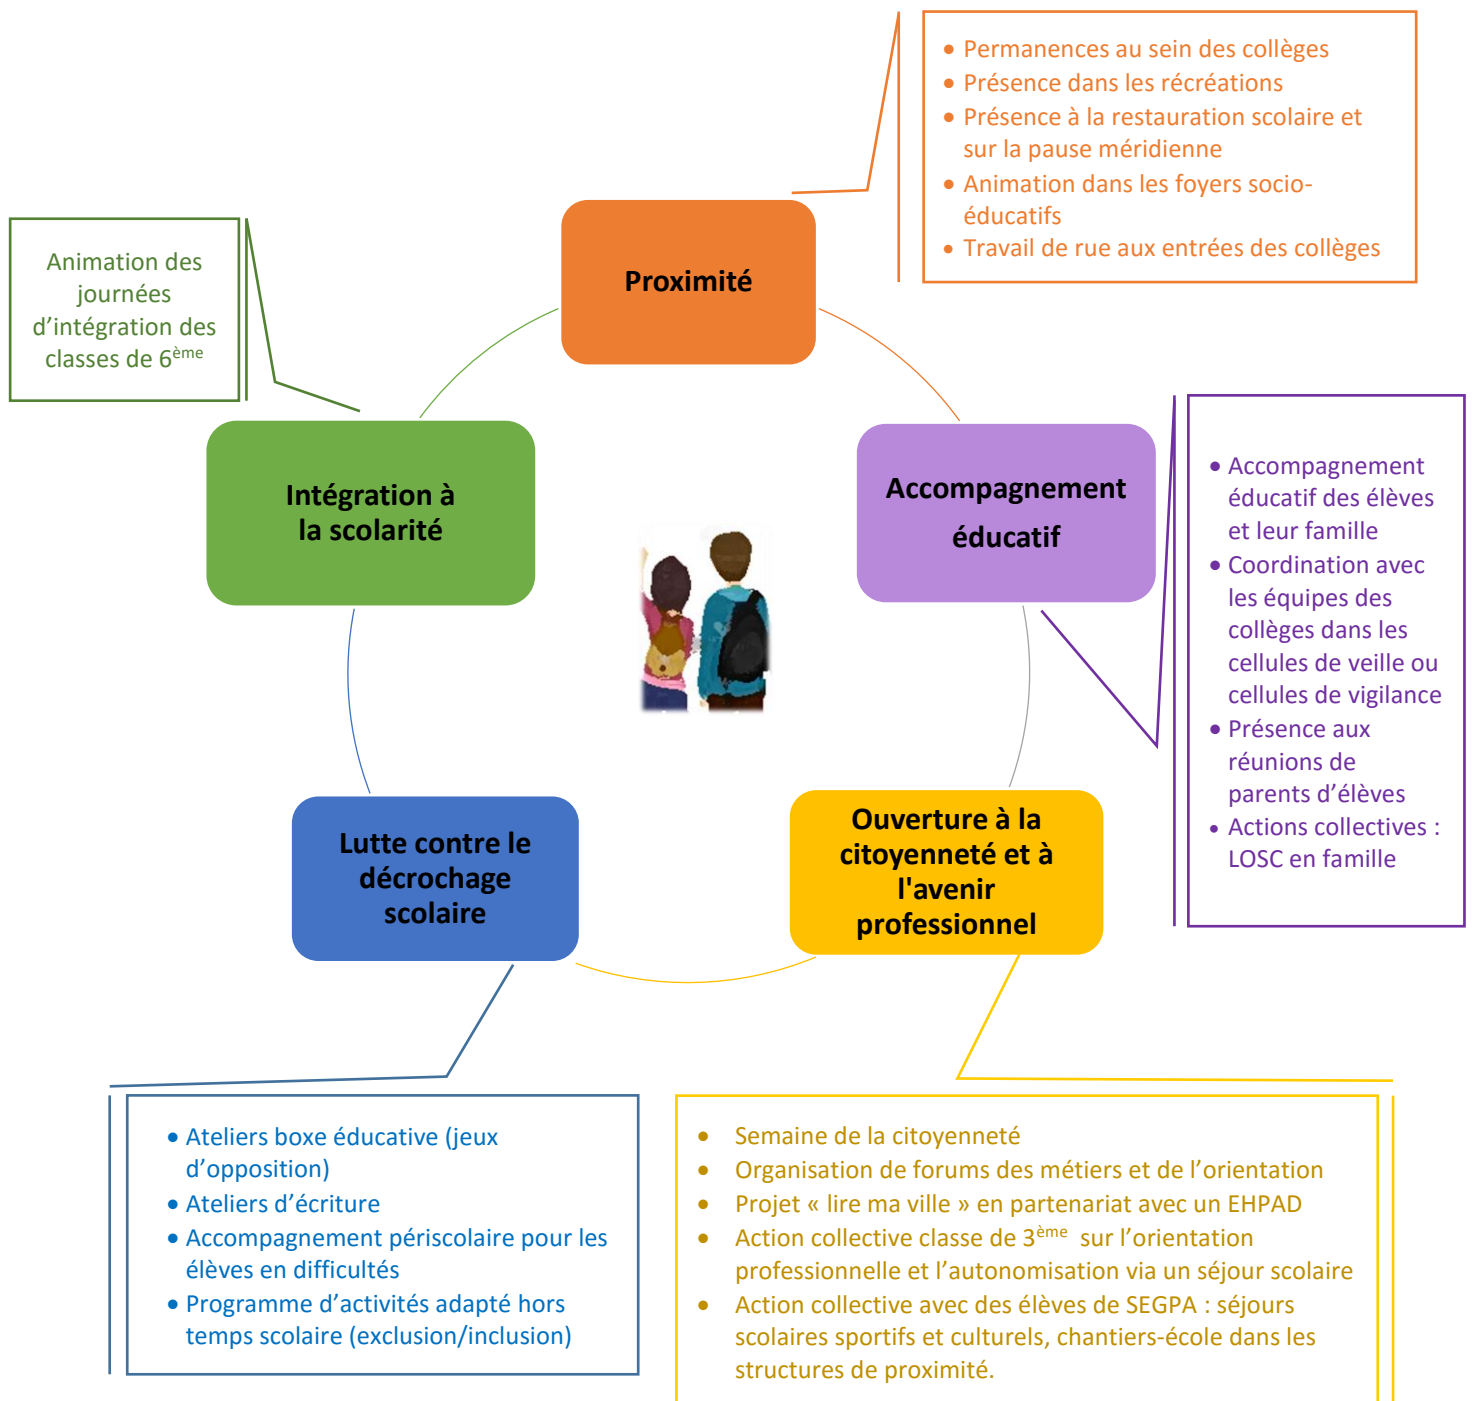 • Permanences au sein des collèges
• Présence dans les récréations
• Présence à la restauration scolaire et
sur la pause méridienne
• Animation dans les foyers socio-
éducatifs
• Travail de rue aux entrées des collèges
Proximité
Animation des
journées
d’intégration des
classes de 6ème
Intégration à
la scolarité
Accompagnement
éducatif
• Accompagnement
éducatif des élèves
et leur famille
• Coordination avec
les équipes des
collèges dans les
cellules de veille ou
cellules de vigilance
• Présence aux
réunions de
parents d’élèves
• Actions collectives :
LOSC en famille
Lutte contre le
décrochage
scolaire
Ouverture à la
citoyenneté et à
l'avenir
professionnel
• Ateliers boxe éducative (jeux
d’opposition)
• Ateliers d’écriture
• Accompagnement périscolaire pour les
élèves en difficultés
• Programme d’activités adapté hors
temps scolaire (exclusion/inclusion)
• Semaine de la citoyenneté
• Organisation de forums des métiers et de l’orientation
• Projet « lire ma ville » en partenariat avec un EHPAD
• Action collective classe de 3ème sur l’orientation
professionnelle et l’autonomisation via un séjour scolaire
• Action collective avec des élèves de SEGPA : séjours
scolaires sportifs et culturels, chantiers-école dans les
structures de proximité.